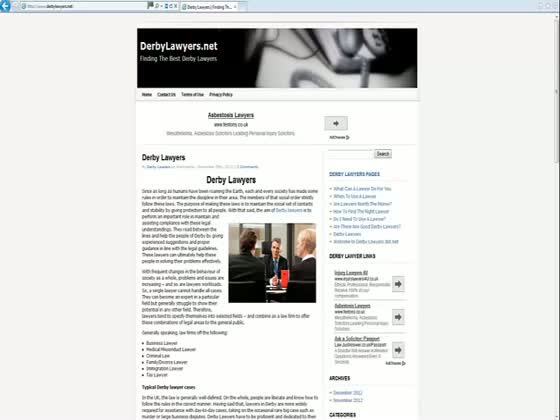 http://www.derbylawyers.net
Derby Lawyers | Finding Th...
DerbyLawyers.net
Finding The Best Derby Lawyers
Home Contact Us Terms of Use Privacy Policy
Asbestosis Lawyers
www.fentons.co.uk
Mesothelioma, Asbestosis Solicitors Leading Personal Injury Solicitors
AdChoices
Derby Lawyers
Search
Derby Lawyers
Since as long as humans have been roaming the Earth, each and every society has made some
rules in order to maintain the discipline in their area. The members of that social order strictly
follow these laws. The purpose of making these laws is to maintain the social set of contacts
and stability by giving protection to all people. With that said, the aim of Derby lawyers is to
perform an important role in maintain and
assisting compliance with these legal
understandings. They read between the
lines and help the people of Derby by giving
experienced suggestions and proper
guidance in line with the legal guidelines.
These lawyers can ultimately help these
people in solving their problems effectively.
With frequent changes in the behaviour of
society as a whole, problems and issues are
increasing – and so are lawyers workloads.
So, a single lawyer cannot handle all cases.
They can become an expert in a particular
field but generally struggle to show their
potential in any other field. Therefore,
lawyers tend to specify themselves into selected fields – and combine as a law firm to offer
these combinations of legal areas to the general public.
Generally speaking, law firms offer the following:
Business Lawyer
Medical Misconduct Lawyer
Criminal Law
Family/Divorce Lawyer
Immigration Lawyer
Tax Lawyer
Typical Derby lawyer cases
In the UK, the law is generally well-defined. On the whole, people are literate and know how to
follow the rules in the correct manner. Having said that, lawyers in Derby are more widely
required for assistance with day-to-day cases, taking on the occasional rare big cases such as
murder or large business disputes. Derby Lawyers have to be proficient and dedicated to their
DERBY LAWYERS PAGES
What Can A Lawyer Do For You
When To Use A Lawyer
Are Lawyers Worth The Money?
How To Find The Right Lawyer
Do I Need To Use A Lawyer?
Are There Any Good Derby Lawyers?
Derby Lawyers
Welcome to Derby Lawyers dot net
DERBY LAWYER LINKS
Injury Lawyers 4U
www.injurylawyers4u.co.uk
Ethical, Professional, Responsible.
Receive 100% of your
compensation.
Asbestosis Lawyers
www.fentons.co.uk
Mesothelioma, Asbestosis
Solicitors Leading Personal Injury
Solicitors
Ask a Solicitor: Passport
Law.JustAnswer.co.uk/Passport
A Solicitor Will Answer in Minutes!
Questions Answered Every 9
Seconds.
AdChoices
ARCHIVES
December 2012
November 2012
CATEGORIES